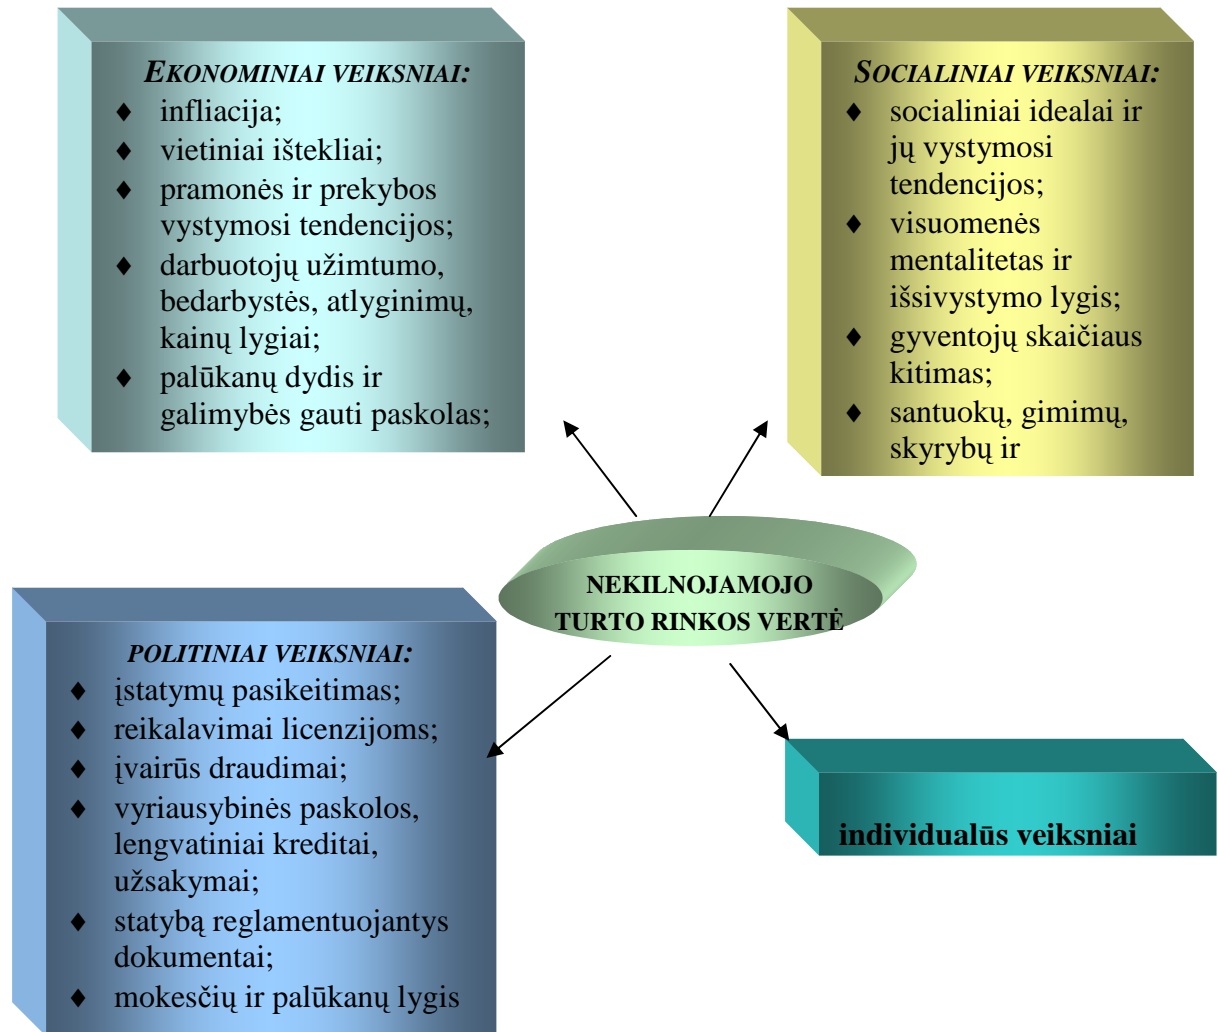 EKONOMINIAI VEIKSNIAI:
♦ infliacija;
♦ vietiniai ištekliai;
♦ pramonės ir prekybos
vystymosi tendencijos;
♦ darbuotojų užimtumo,
bedarbystės, atlyginimų,
kainų lygiai;
♦ palūkanų dydis ir
galimybės gauti paskolas;
SOCIALINIAI VEIKSNIAI:
♦ socialiniai idealai ir
jų vystymosi
tendencijos;
♦ visuomenės
mentalitetas ir
išsivystymo lygis;
♦ gyventojų skaičiaus
kitimas;
♦ santuokų, gimimų,
skyrybų ir
NEKILNOJAMOJO
TURTO RINKOS VERTĖ
POLITINIAI VEIKSNIAI:
♦ įstatymų pasikeitimas;
♦ reikalavimai licenzijoms;
♦ įvairūs draudimai;
♦ vyriausybinės paskolos,
lengvatiniai kreditai,
užsakymai;
♦ statybą reglamentuojantys
dokumentai;
♦ mokesčių ir palūkanų lygis
individualūs veiksniai